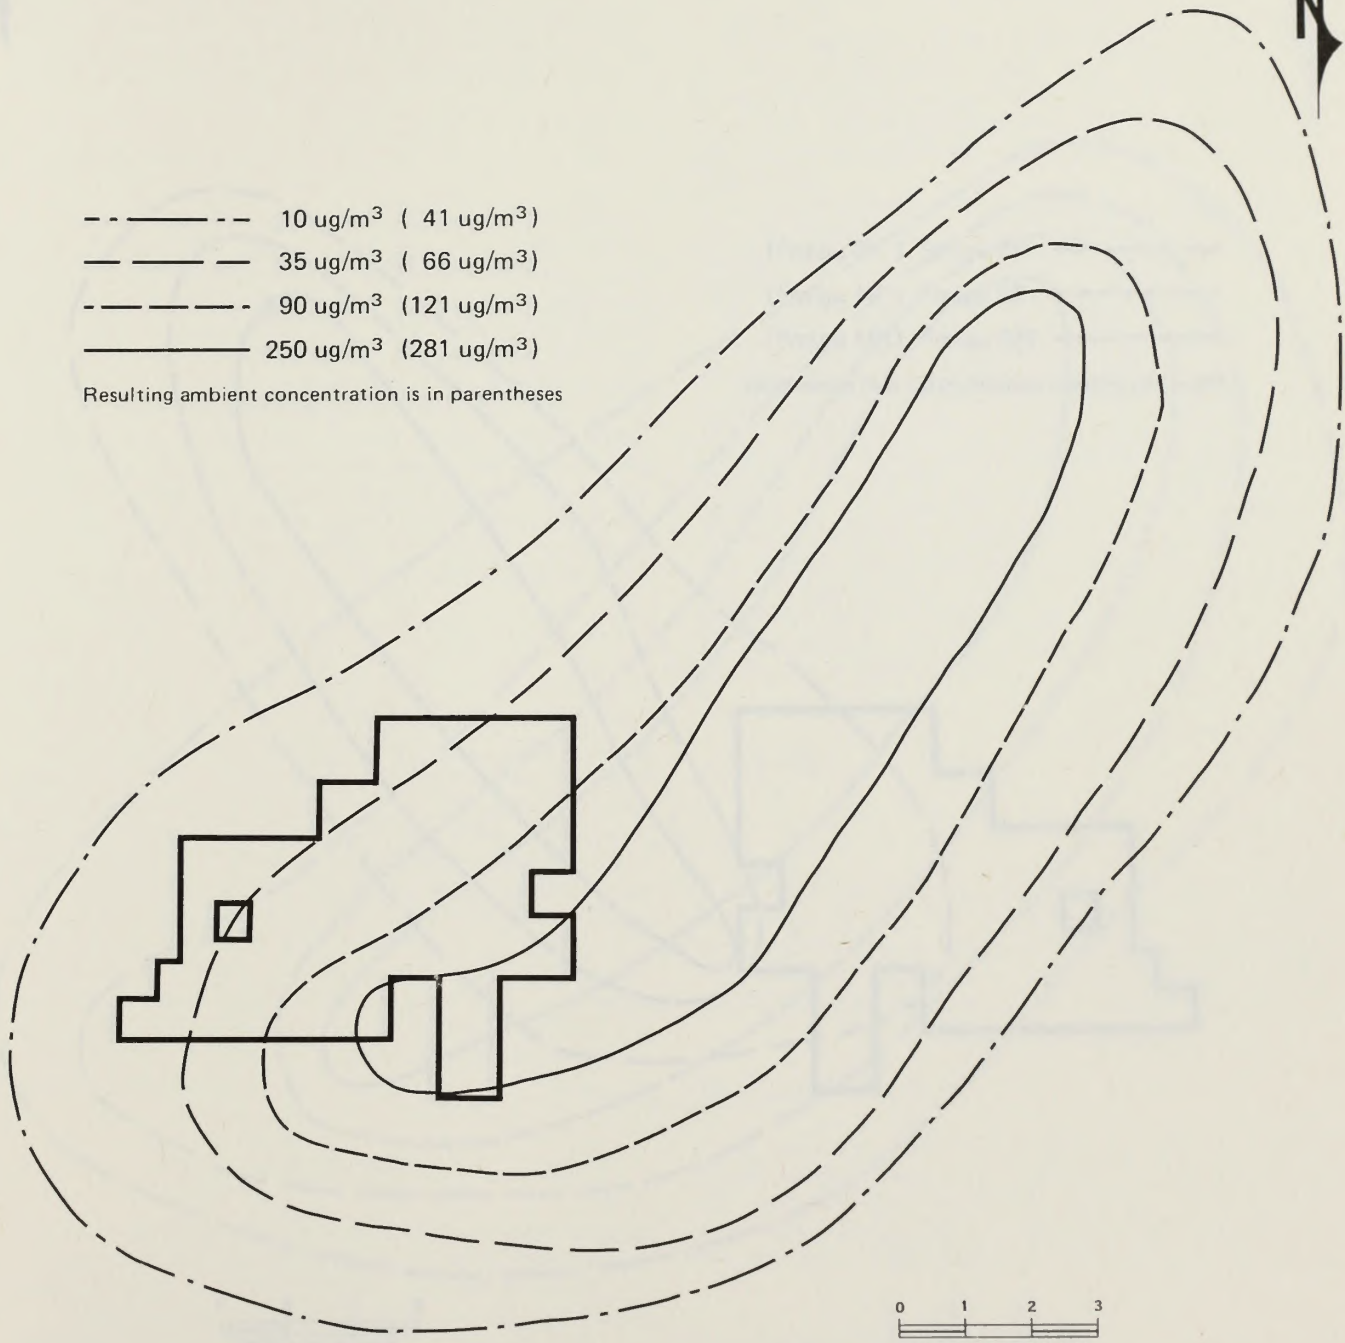 N
10 ug/m³ ( 41 ug/m³)
35 ug/m³ ( 66 ug/m³)
90 ug/m³ (121 ug/m³)
250 ug/m³ (281 ug/m³)
Resulting ambient concentration is in parentheses
0 1 2 3